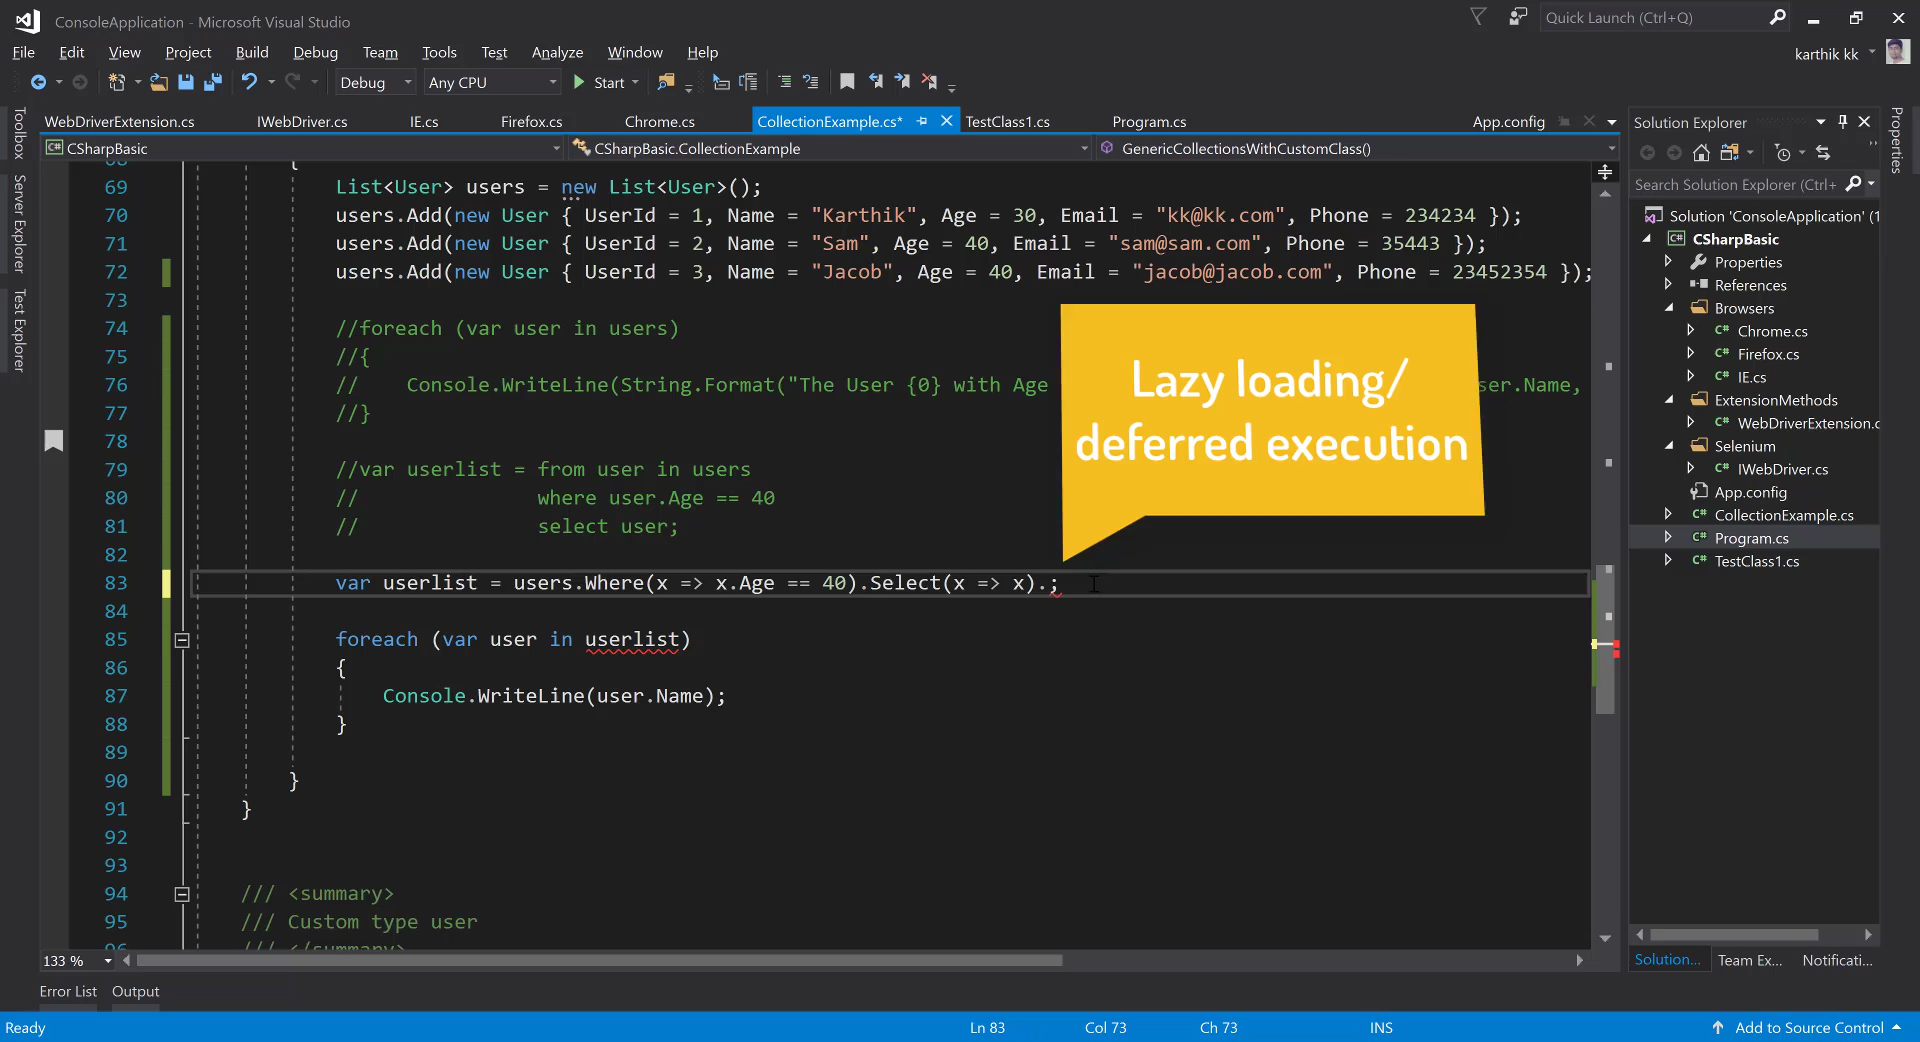 ConsoleApplication - Microsoft Visual Studio
Quick Launch (Ctrl+Q)
File Edit View Project Build Debug Team Tools Test Analyze Window Help
karthik kk
Debug Any CPU Start
WebDriverExtension.cs IWebDriver.cs IE.cs Firefox.cs Chrome.cs CollectionExample.cs* TestClass1.cs Program.cs App.config
CSharpBasic CSharpBasic.CollectionExample GenericCollectionsWithCustomClass()
Toolbox
Server Explorer
Test Explorer
{
69 List<User> users = new List<User>();
70 users.Add(new User { UserId = 1, Name = "Karthik", Age = 30, Email = "kk@kk.com", Phone = 234234 });
71 users.Add(new User { UserId = 2, Name = "Sam", Age = 40, Email = "sam@sam.com", Phone = 35443 });
72 users.Add(new User { UserId = 3, Name = "Jacob", Age = 40, Email = "jacob@jacob.com", Phone = 23452354 });
73
74 //foreach (var user in users)
75 //{
76 // Console.WriteLine(String.Format("The User {0} with Age ser.Name,
77 //}
78
79 //var userlist = from user in users
80 // where user.Age == 40
81 // select user;
82
83 var userlist = users.Where(x => x.Age == 40).Select(x => x).;
84
85 foreach (var user in userlist)
86 {
87 Console.WriteLine(user.Name);
88 }
89
90 }
91 }
92
93
94 /// <summary>
95 /// Custom type user
96 /// </summary>
Lazy loading/
deferred execution
133 %
Solution Explorer
Search Solution Explorer (Ctrl+
Solution 'ConsoleApplication' (1
CSharpBasic
Properties
References
Browsers
Chrome.cs
Firefox.cs
IE.cs
ExtensionMethods
WebDriverExtension.c
Selenium
IWebDriver.cs
App.config
CollectionExample.cs
Program.cs
TestClass1.cs
Solution... Team Ex... Notificati...
Properties
Error List Output
Ready Ln 83 Col 73 Ch 73 INS Add to Source Control